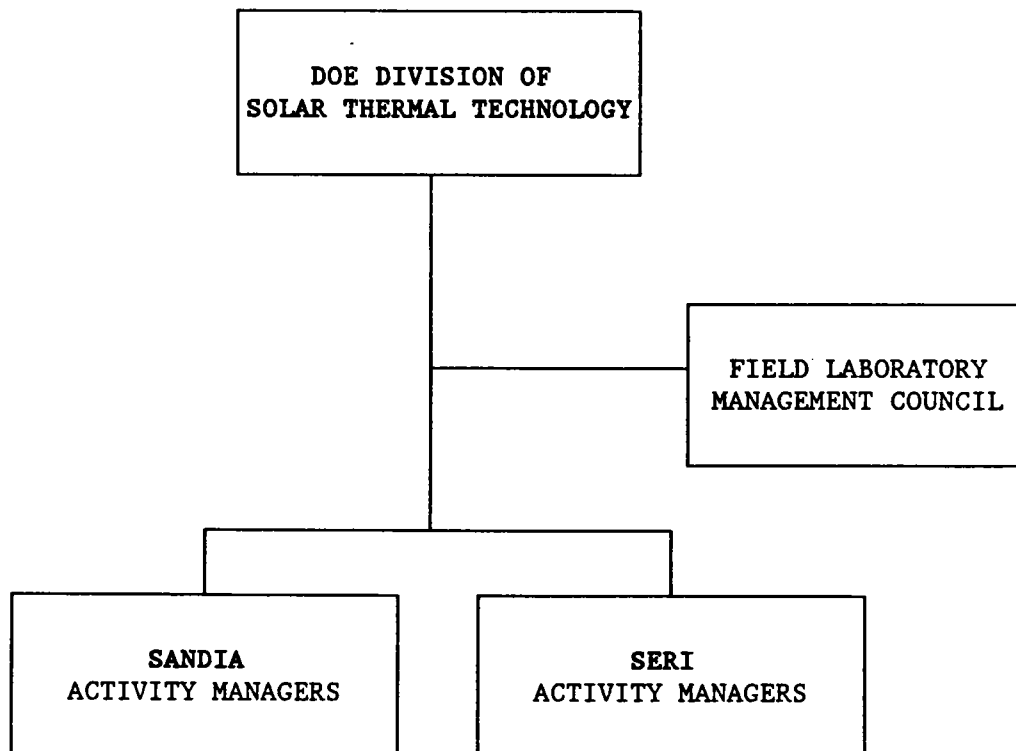 DOE DIVISION OF
SOLAR THERMAL TECHNOLOGY
FIELD LABORATORY
MANAGEMENT COUNCIL
SANDIA
ACTIVITY MANAGERS
SERI
ACTIVITY MANAGERS